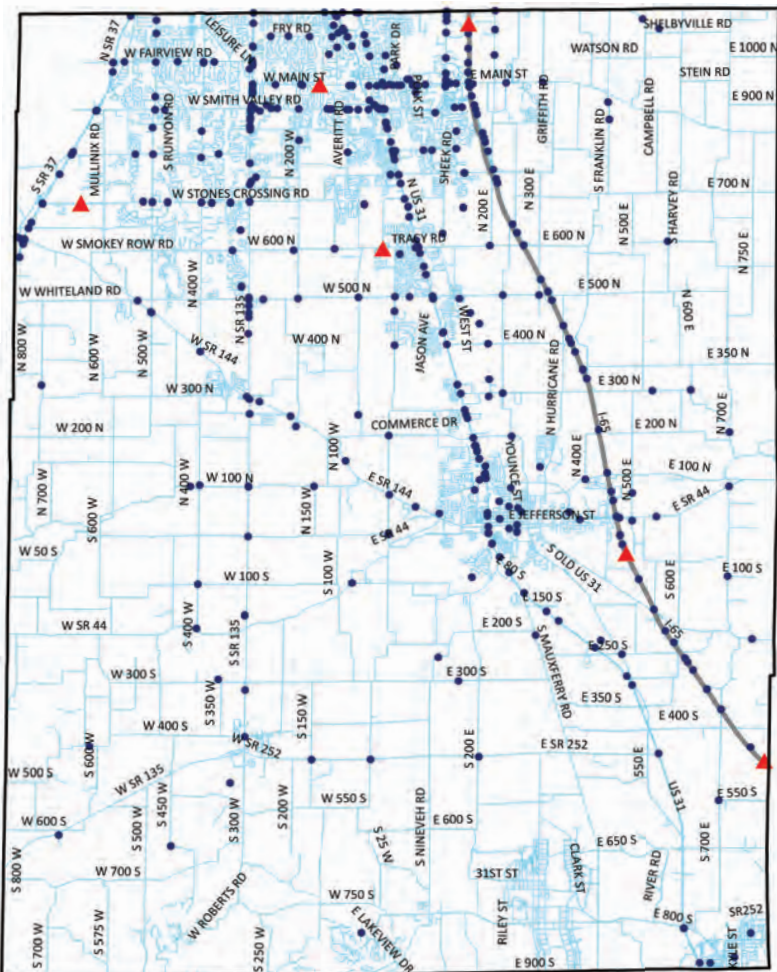 SHELBYVILLE RD
N SR 37
LEISURE LN
FRY RD
PARK DR
WATSON RD
E 1000 N
W FAIRVIEW RD
W MAIN ST
E MAIN ST
STEIN RD
W SMITH VALLEY RD
E 900 N
MULLINIX RD
S RUNYON RD
N 200 W
AVERITT RD
SHEEK RD
GRIFFITH RD
S FRANKLIN RD
CAMPBELL RD
S SR 37
N US 31
N 200 E
N 300 E
E 700 N
W STONES CROSSING RD
S HARVEY RD
W SMOKEY ROW RD
W 600 N
TRACY RD
E 600 N
N 500 E
N 750 E
W WHITELAND RD
N 400 W
N SR 135
W 500 N
E 500 N
N 600 E
N 800 W
N 600 W
N 500 W
W SR 144
W 400 N
JASON AVE
WEST ST
E 400 N
N HURRICANE RD
E 350 N
W 300 N
E 300 N
W 200 N
COMMERCE DR
I-65
E 200 N
N 700 E
N 700 W
N 400 W
W 100 N
N 100 W
N 150 W
E SR 144
YOUNCE ST
N 400 E
N 500 E
E 100 N
E SR 44
S 600 W
E SR 44
E JEFFERSON ST
W 50 S
W 100 S
S 100 W
E 80 S
S OLD US 31
S 600 E
E 100 S
W SR 44
S 400 W
S SR 135
E 150 S
E 200 S
S MAUXFERRY RD
E 250 S
I-65
W 300 S
S 350 W
E 300 S
E 350 S
S 150 W
W 400 S
E 400 S
S 600 W
W SR 252
S 200 E
E SR 252
550 E
W 500 S
W SR 135
US 31
E 550 S
S 450 W
S 300 W
S 200 W
W 550 S
W 600 S
S 500 W
S 25 W
S NINEVEH RD
E 600 S
E 650 S
S 700 E
S 800 W
W 700 S
31ST ST
CLARK ST
RIVER RD
W ROBERTS RD
W 750 S
RILEY ST
E 800 S
SR252
S 700 W
S 575 W
S 250 W
E LAKEVIEW DR
E 900 S